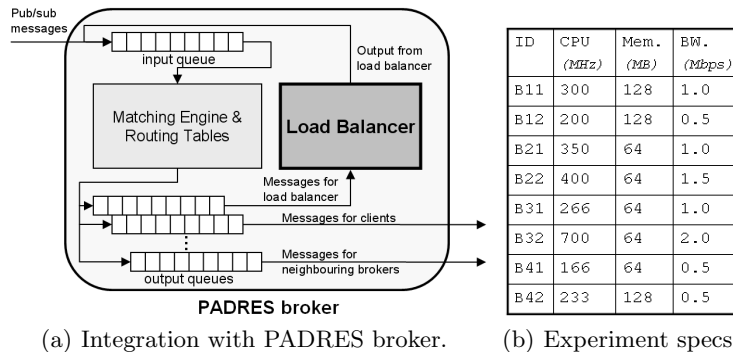 Pub/sub
messages
input queue
Output from
load balancer
Matching Engine &
Routing Tables
Load Balancer
Messages for
load balancer
Messages for clients
Messages for
neighbouring brokers
output queues
PADRES broker
(a) Integration with PADRES broker.
ID CPU Mem. BW.
(MHz) (MB) (Mbps)
B11 300 128 1.0
B12 200 128 0.5
B21 350 64 1.0
B22 400 64 1.5
B31 266 64 1.0
B32 700 64 2.0
B41 166 64 0.5
B42 233 128 0.5
(b) Experiment specs